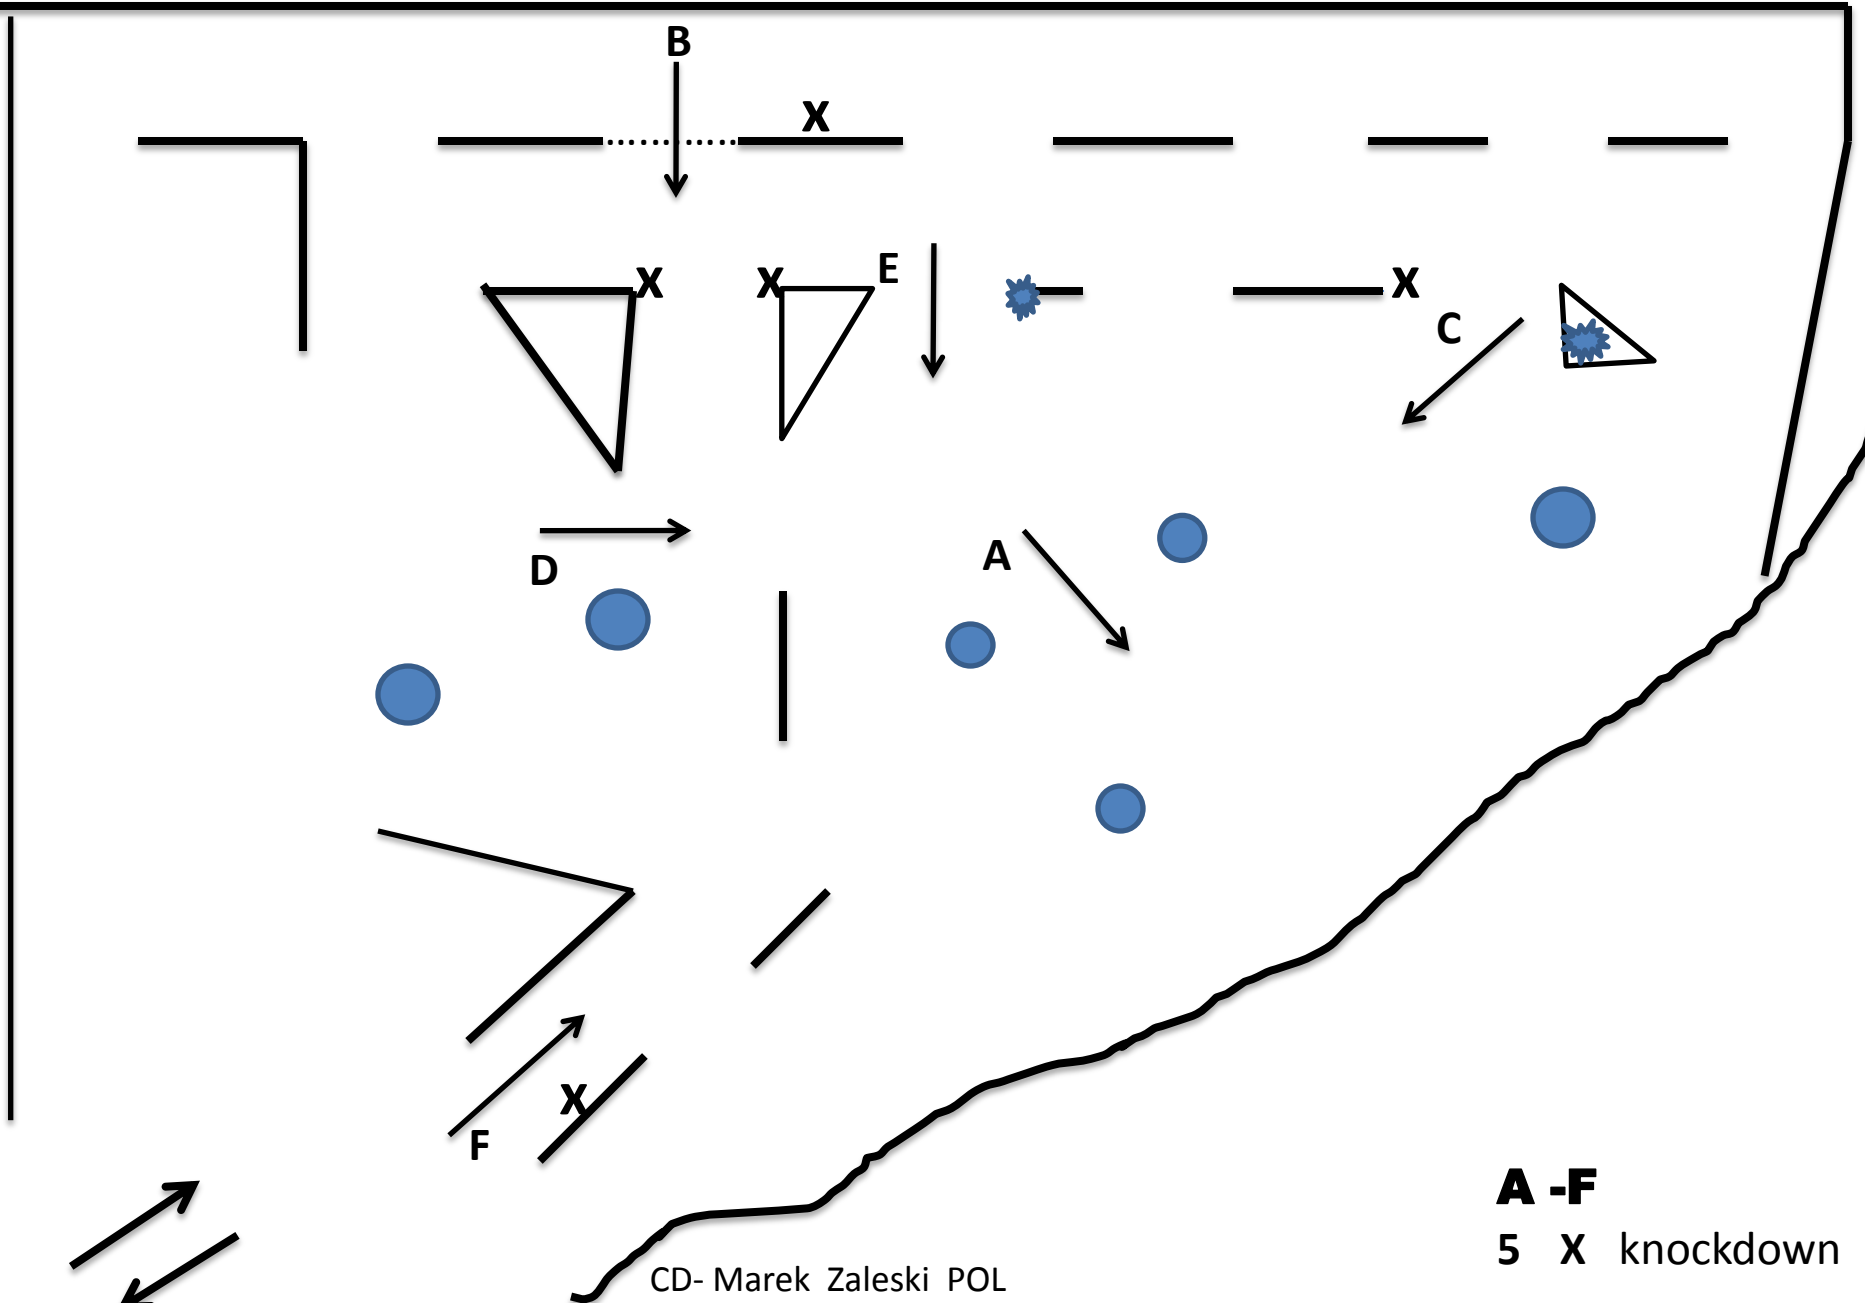 B
X
X
X
E
X
C
A
D
X
F
A -F
5 X knockdown
CD- Marek Zaleski POL